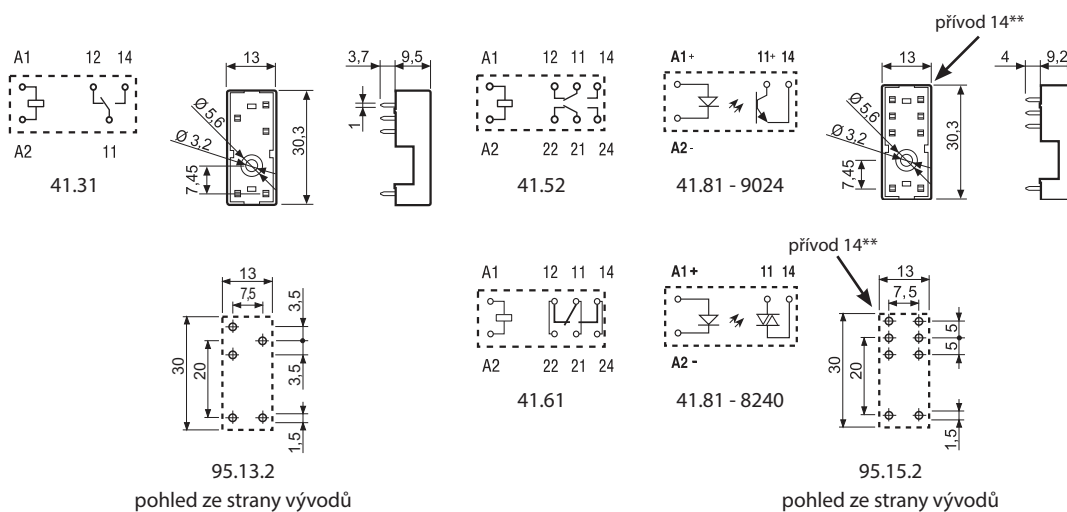 přívod 14**
A1 12 14
A2 11
41.31
13
Ø 5,6
Ø 3,2
7,45
30,3
3,7 9,5
1
A1 12 11 14
A2 22 21 24
41.52
A1+ 11+ 14
A2-
41.81 - 9024
13
Ø 5,6
Ø 3,2
7,45
30,3
4 9,2
přívod 14**
13
7,5
3,5
30
20
3,5
1,5
95.13.2
pohled ze strany vývodů
A1 12 11 14
A2 22 21 24
41.61
A1+ 11 14
A2-
41.81 - 8240
13
7,5
5
5
30
20
1,5
95.15.2
pohled ze strany vývodů